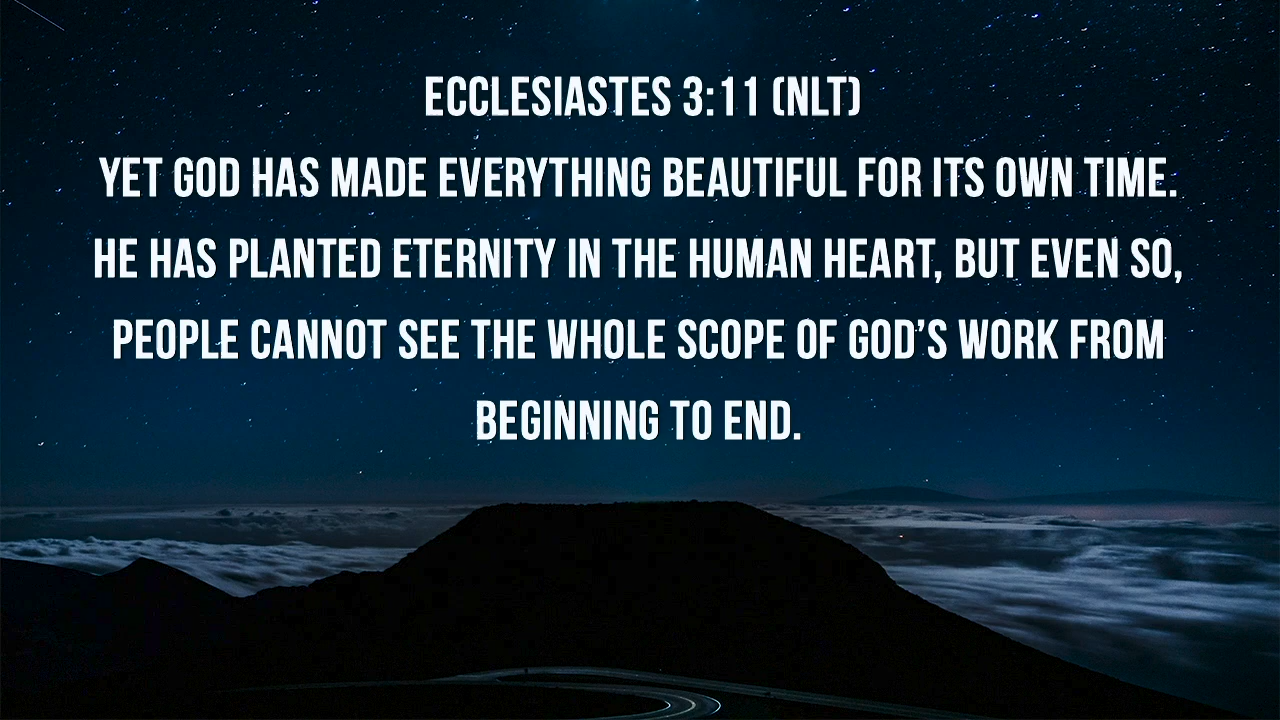 ECCLESIASTES 3:11 (NLT)
YET GOD HAS MADE EVERYTHING BEAUTIFUL FOR ITS OWN TIME.
HE HAS PLANTED ETERNITY IN THE HUMAN HEART, BUT EVEN SO,
PEOPLE CANNOT SEE THE WHOLE SCOPE OF GOD’S WORK FROM
BEGINNING TO END.